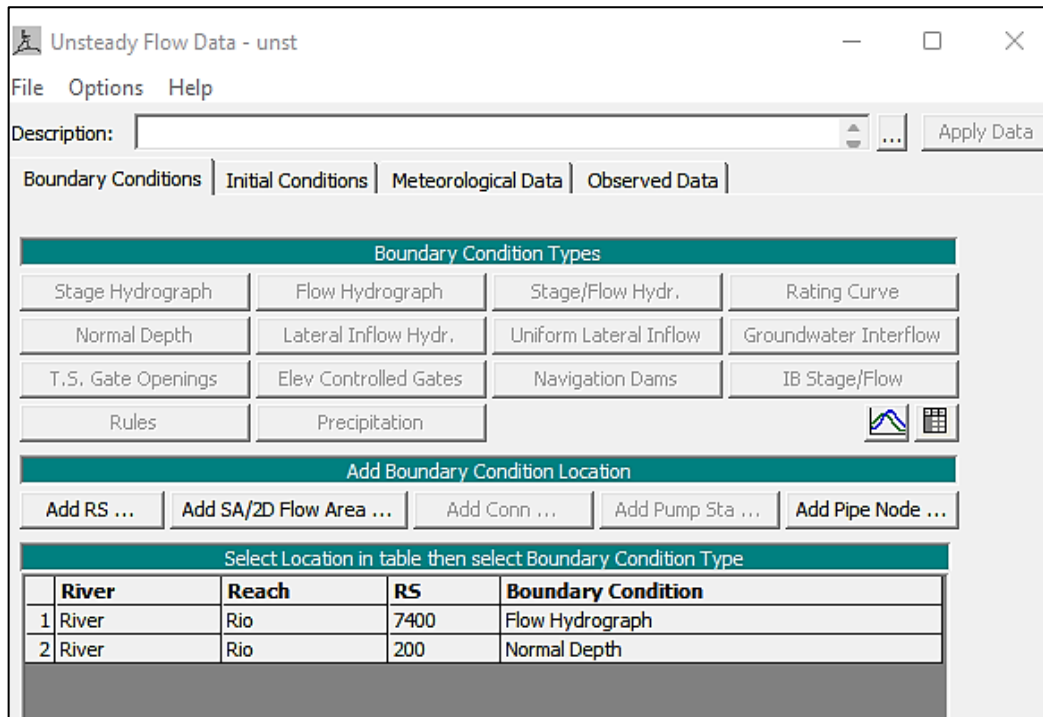 Unsteady Flow Data - unst
File Options Help
Description: ... Apply Data
Boundary Conditions Initial Conditions Meteorological Data Observed Data
Boundary Condition Types
Stage Hydrograph Flow Hydrograph Stage/Flow Hydr. Rating Curve
Normal Depth Lateral Inflow Hydr. Uniform Lateral Inflow Groundwater Interflow
T.S. Gate Openings Elev Controlled Gates Navigation Dams IB Stage/Flow
Rules Precipitation
Add Boundary Condition Location
Add RS ... Add SA/2D Flow Area ... Add Conn ... Add Pump Sta ... Add Pipe Node ...
Select Location in table then select Boundary Condition Type
River Reach RS Boundary Condition
1 River Rio 7400 Flow Hydrograph
2 River Rio 200 Normal Depth